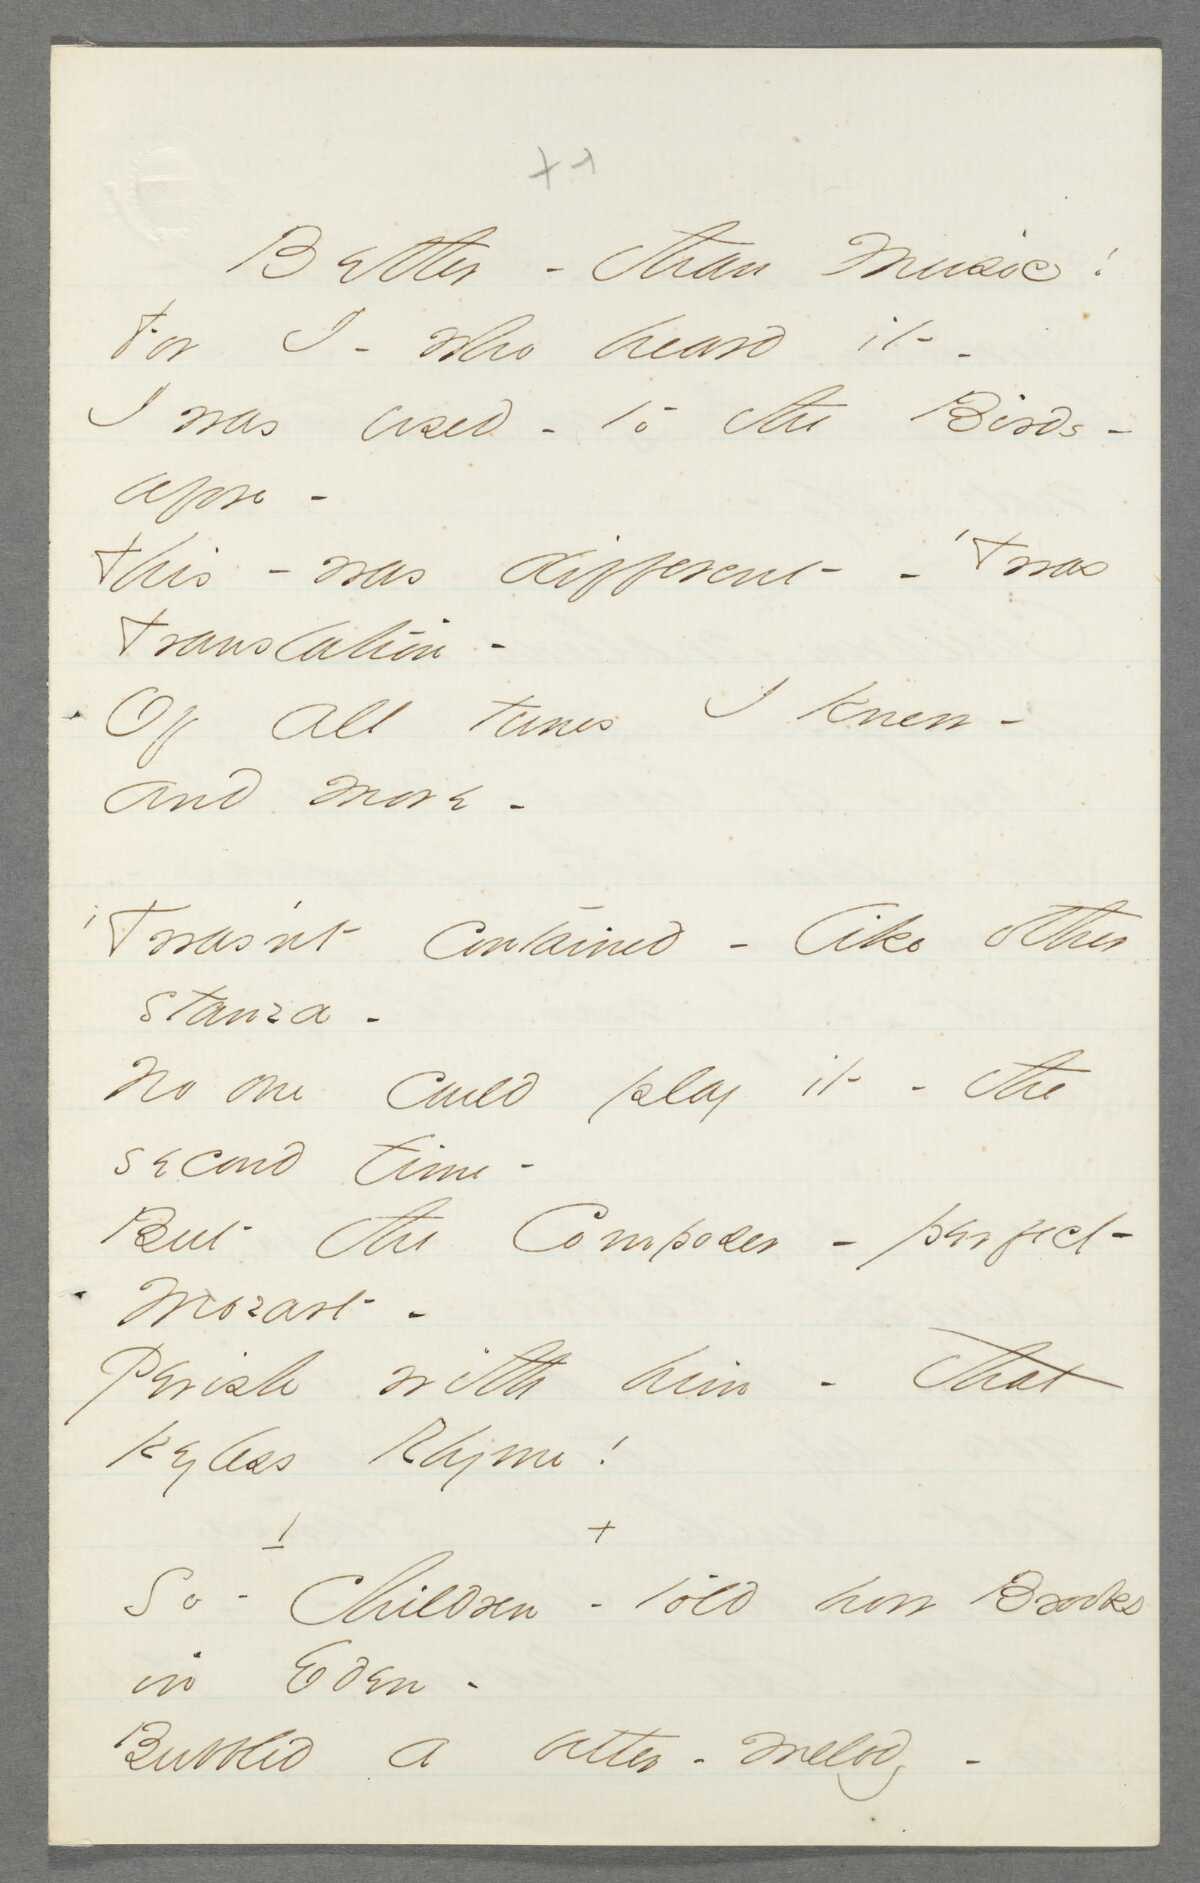 Better - than Music!
For I - who heard it -
I was used - to the Birds -
before -
This - was different - 'Twas
Translation -
Of all tunes I knew -
and more -
'Twas'nt contained - like other
stanza -
No one could play it - the
second time -
But the Composer - perfect
Mozart -
Perish with him - that
keyless Rhyme!
1 +
So - Children - told how Brooks
in Eden -
Bubbled a better - melody -